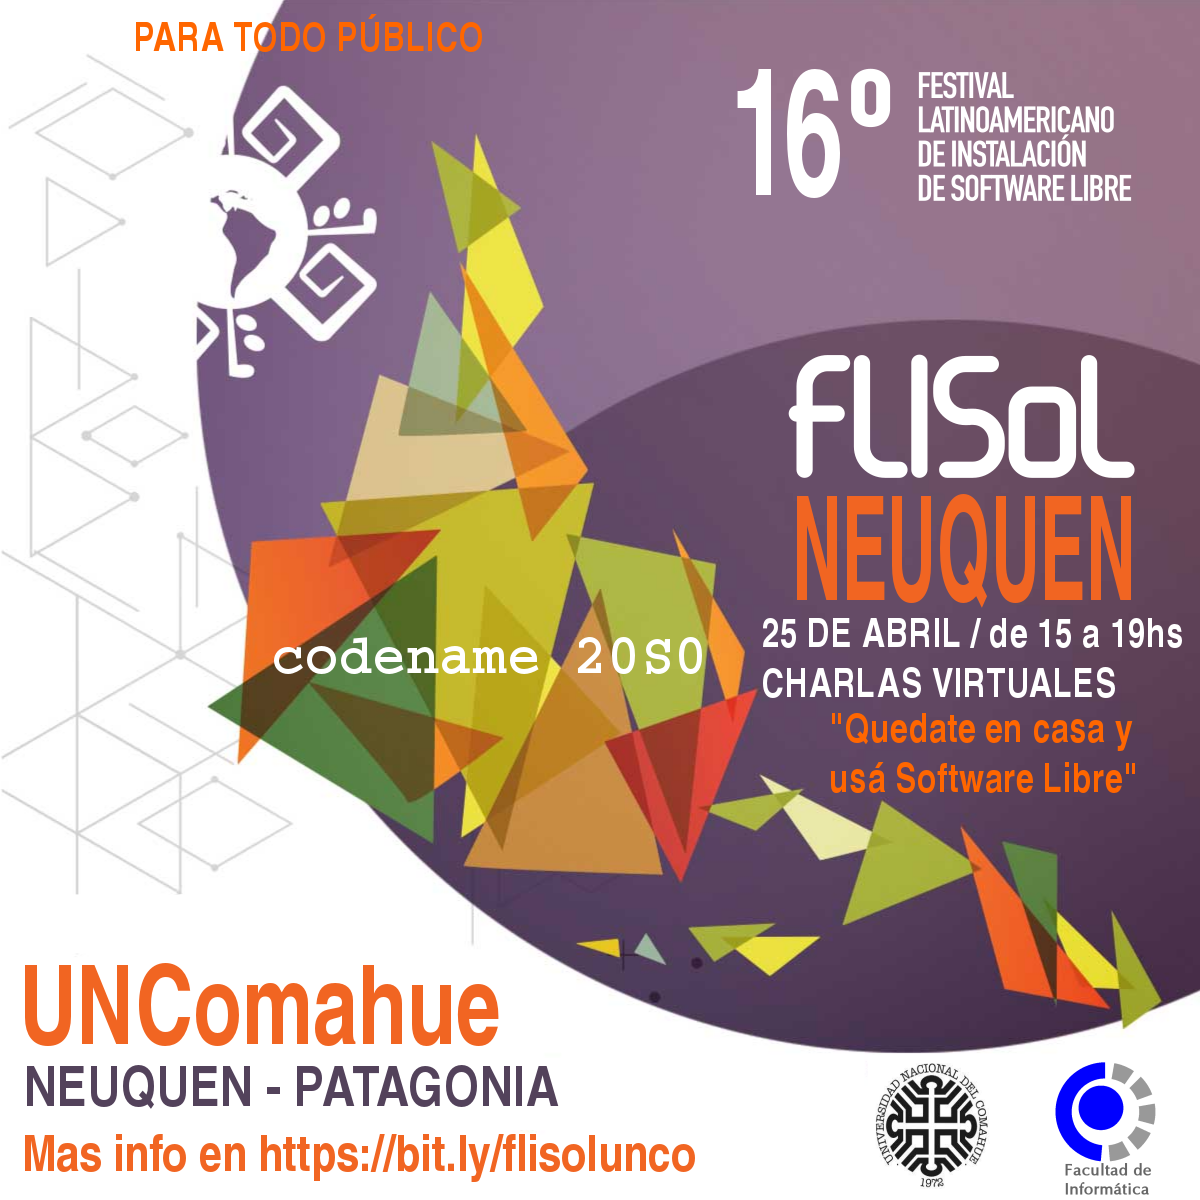 PARA TODO PÚBLICO
16º
FESTIVAL
LATINOAMERICANO
DE INSTALACIÓN
DE SOFTWARE LIBRE
FLISoL
NEUQUEN
25 DE ABRIL / de 15 a 19hs
CHARLAS VIRTUALES
"Quedate en casa y
usá Software Libre"
codename 20S0
UNComahue
NEUQUEN - PATAGONIA
Mas info en https://bit.ly/flisolunco
UNIVERSIDAD NACIONAL DEL COMAHUE
1972
Facultad de
Informática